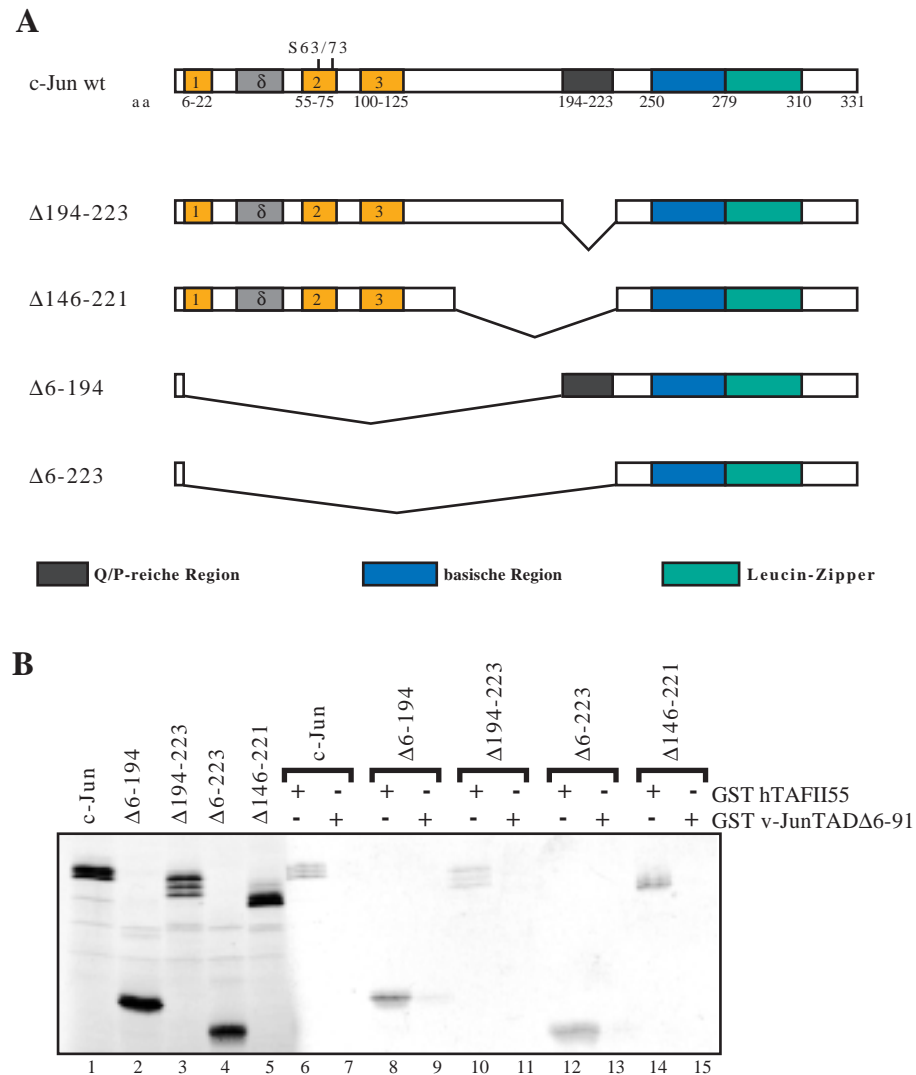 A
S63/73
c-Jun wt
1 δ 2 3
aa 6-22 55-75 100-125 194-223 250 279 310 331
Δ194-223
1 δ 2 3
Δ146-221
1 δ 2 3
Δ6-194
Δ6-223
Q/P-reiche Region basische Region Leucin-Zipper
B
c-Jun Δ6-194 Δ194-223 Δ6-223 Δ146-221 c-Jun Δ6-194 Δ194-223 Δ6-223 Δ146-221
+ - + - + - + - + - GST hTAFII55
- + - + - + - + - + GST v-JunTADΔ6-91
1 2 3 4 5 6 7 8 9 10 11 12 13 14 15